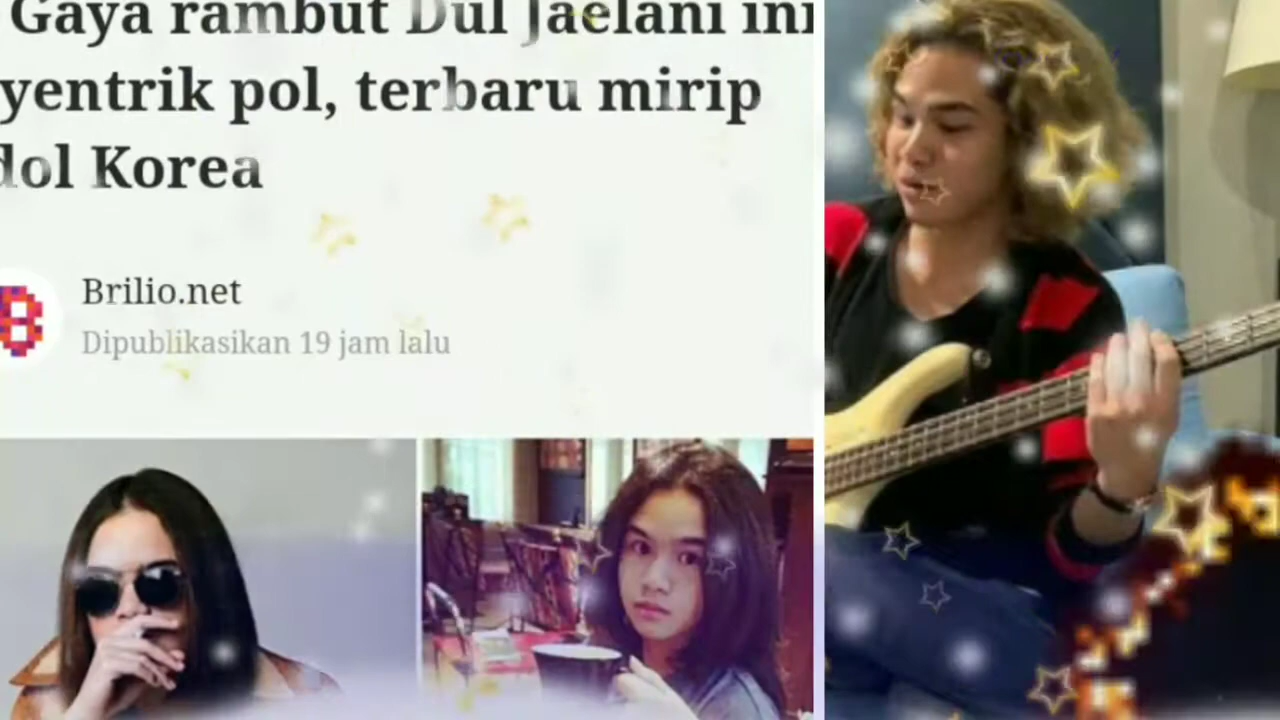 Gaya rambut Dul Jaelani ini
yentrik pol, terbaru mirip
dol Korea
Brilio.net
Dipublikasikan 19 jam lalu